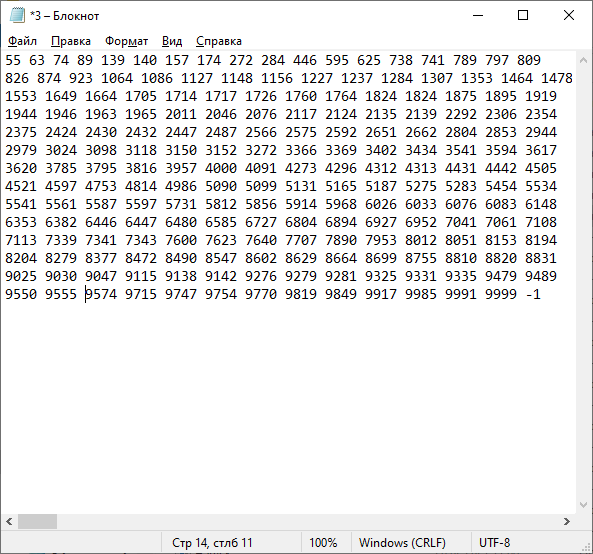 *3 – Блокнот
Файл Правка Формат Вид Справка
55 63 74 89 139 140 157 174 272 284 446 595 625 738 741 789 797 809
826 874 923 1064 1086 1127 1148 1156 1227 1237 1284 1307 1353 1464 1478
1553 1649 1664 1705 1714 1717 1726 1760 1764 1824 1824 1875 1895 1919
1944 1946 1963 1965 2011 2046 2076 2117 2124 2135 2139 2292 2306 2354
2375 2424 2430 2432 2447 2487 2566 2575 2592 2651 2662 2804 2853 2944
2979 3024 3098 3118 3150 3152 3272 3366 3369 3402 3434 3541 3594 3617
3620 3785 3795 3816 3957 4000 4091 4273 4296 4312 4313 4431 4442 4505
4521 4597 4753 4814 4986 5090 5099 5131 5165 5187 5275 5283 5454 5534
5541 5561 5587 5597 5731 5812 5856 5914 5968 6026 6033 6076 6083 6148
6353 6382 6446 6447 6480 6585 6727 6804 6894 6927 6952 7041 7061 7108
7113 7339 7341 7343 7600 7623 7640 7707 7890 7953 8012 8051 8153 8194
8204 8279 8377 8472 8490 8547 8602 8629 8664 8699 8755 8810 8820 8831
9025 9030 9047 9115 9138 9142 9276 9279 9281 9325 9331 9335 9479 9489
9550 9555 9574 9715 9747 9754 9770 9819 9849 9917 9985 9991 9999 -1
Стр 14, стлб 11 100% Windows (CRLF) UTF-8